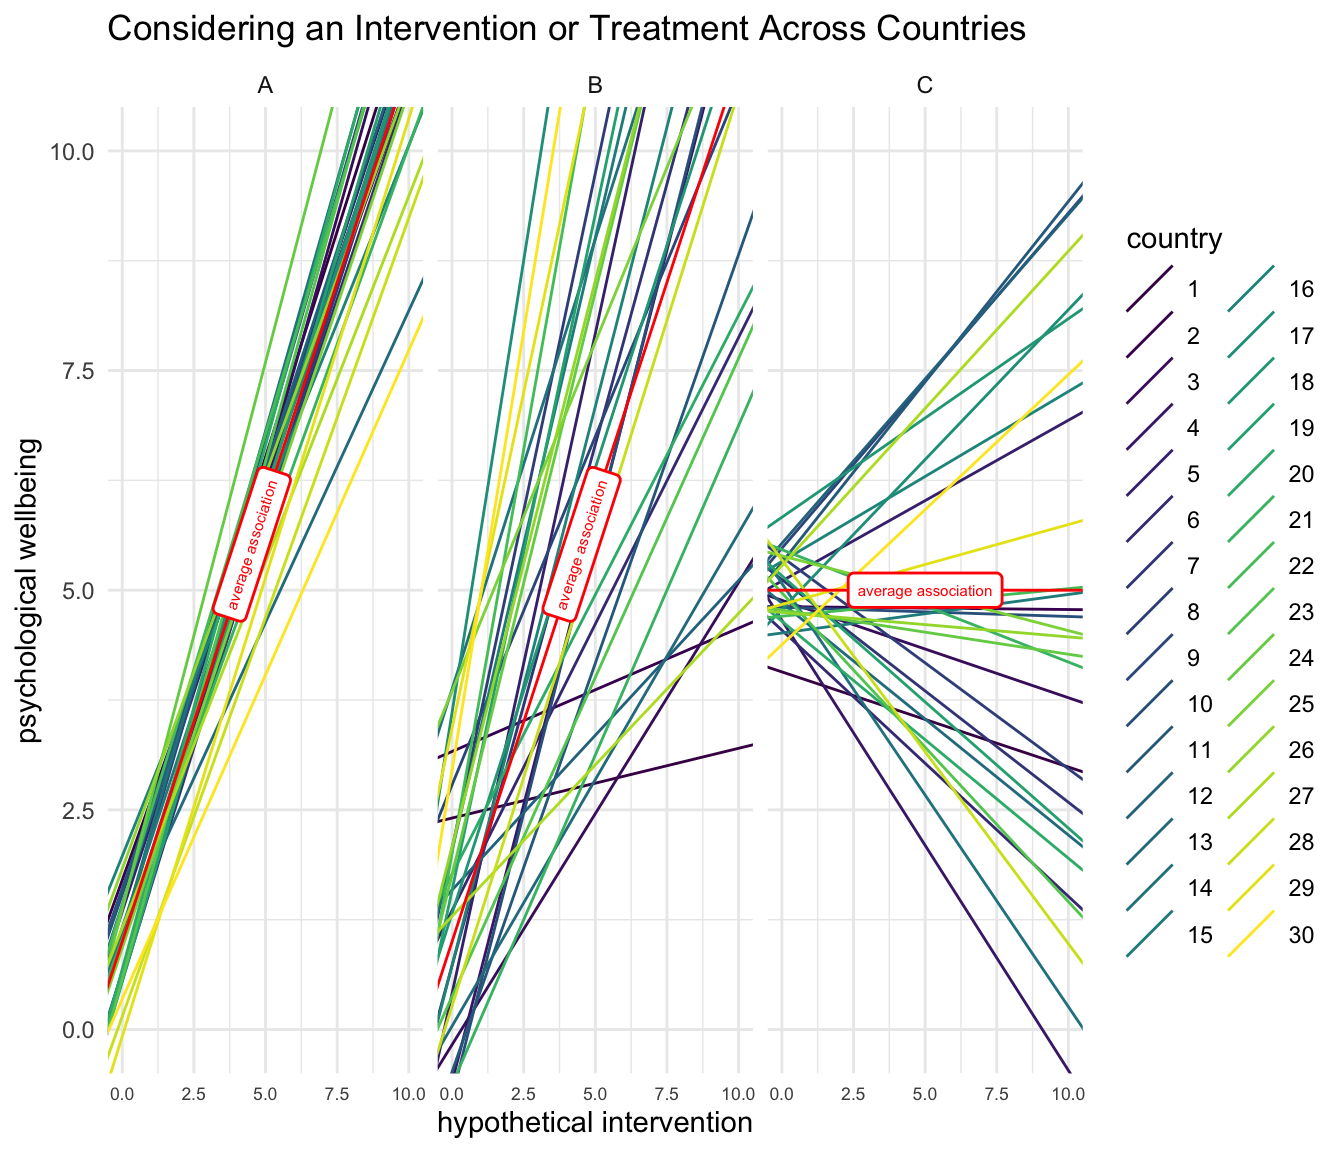 Considering an Intervention or Treatment Across Countries
A
B
C
psychological wellbeing
10.0
7.5
5.0
2.5
0.0
average association
average association
average association
0.0 2.5 5.0 7.5 10.0
0.0 2.5 5.0 7.5 10.0
0.0 2.5 5.0 7.5 10.0
hypothetical intervention
country
1
2
3
4
5
6
7
8
9
10
11
12
13
14
15
16
17
18
19
20
21
22
23
24
25
26
27
28
29
30